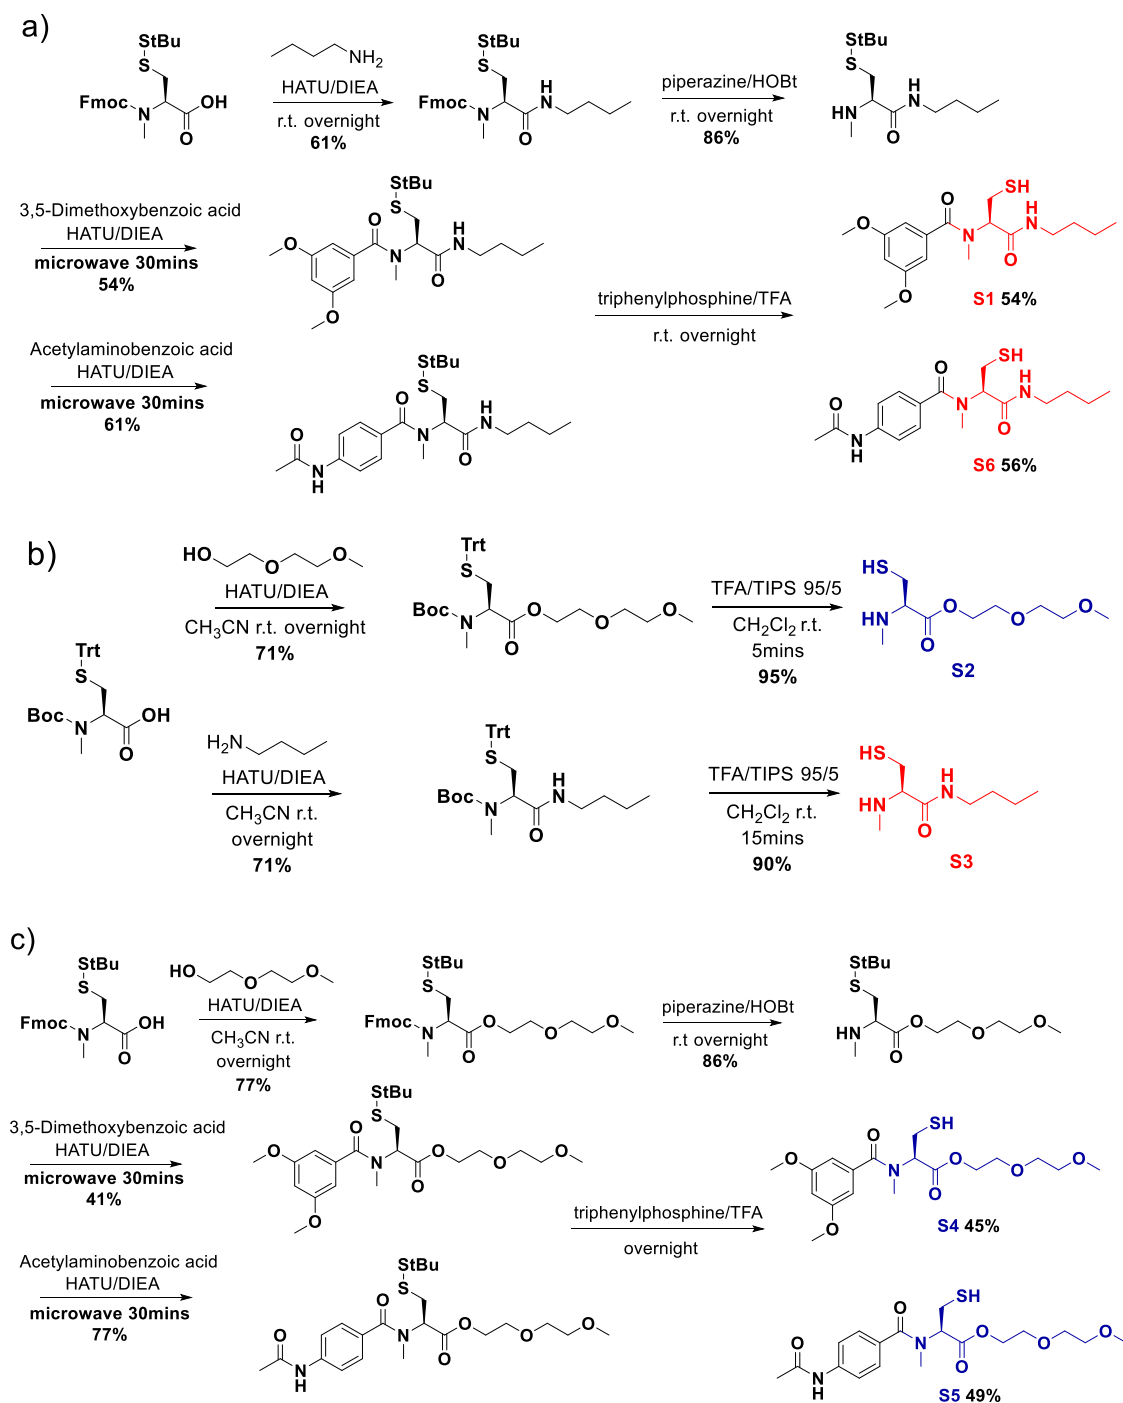 a)
StBu
S
Fmoc
N
OH
O
NH2
HATU/DIEA
r.t. overnight
61%
StBu
S
Fmoc
N
H
N
O
piperazine/HOBt
r.t. overnight
86%
StBu
S
HN
H
N
O
3,5-Dimethoxybenzoic acid
HATU/DIEA
microwave 30mins
54%
StBu
S
O
H
N
O
N
O
O
triphenylphosphine/TFA
r.t. overnight
SH
O
H
N
O
N
O
O
S1 54%
Acetylaminobenzoic acid
HATU/DIEA
microwave 30mins
61%
StBu
S
O
H
N
N
O
O
N
H
SH
O
H
N
N
O
O
N
H
S6 56%
b)
HO
O
O
HATU/DIEA
CH3CN r.t. overnight
71%
Trt
S
Boc
N
O
O
O
O
TFA/TIPS 95/5
CH2Cl2 r.t.
5mins
95%
HS
HN
O
O
O
O
S2
Trt
S
Boc
N
OH
O
H2N
HATU/DIEA
CH3CN r.t.
overnight
71%
Trt
S
Boc
N
H
N
O
TFA/TIPS 95/5
CH2Cl2 r.t.
15mins
90%
HS
HN
H
N
O
S3
c)
StBu
S
Fmoc
N
OH
O
HO
O
O
HATU/DIEA
CH3CN r.t.
overnight
77%
StBu
S
Fmoc
N
O
O
O
O
piperazine/HOBt
r.t overnight
86%
StBu
S
HN
O
O
O
O
3,5-Dimethoxybenzoic acid
HATU/DIEA
microwave 30mins
41%
StBu
S
O
O
N
O
O
O
O
O
triphenylphosphine/TFA
overnight
SH
O
O
N
O
O
O
O
O
S4 45%
Acetylaminobenzoic acid
HATU/DIEA
microwave 30mins
77%
StBu
S
O
N
O
O
O
O
O
N
H
SH
O
N
O
O
O
O
O
N
H
S5 49%